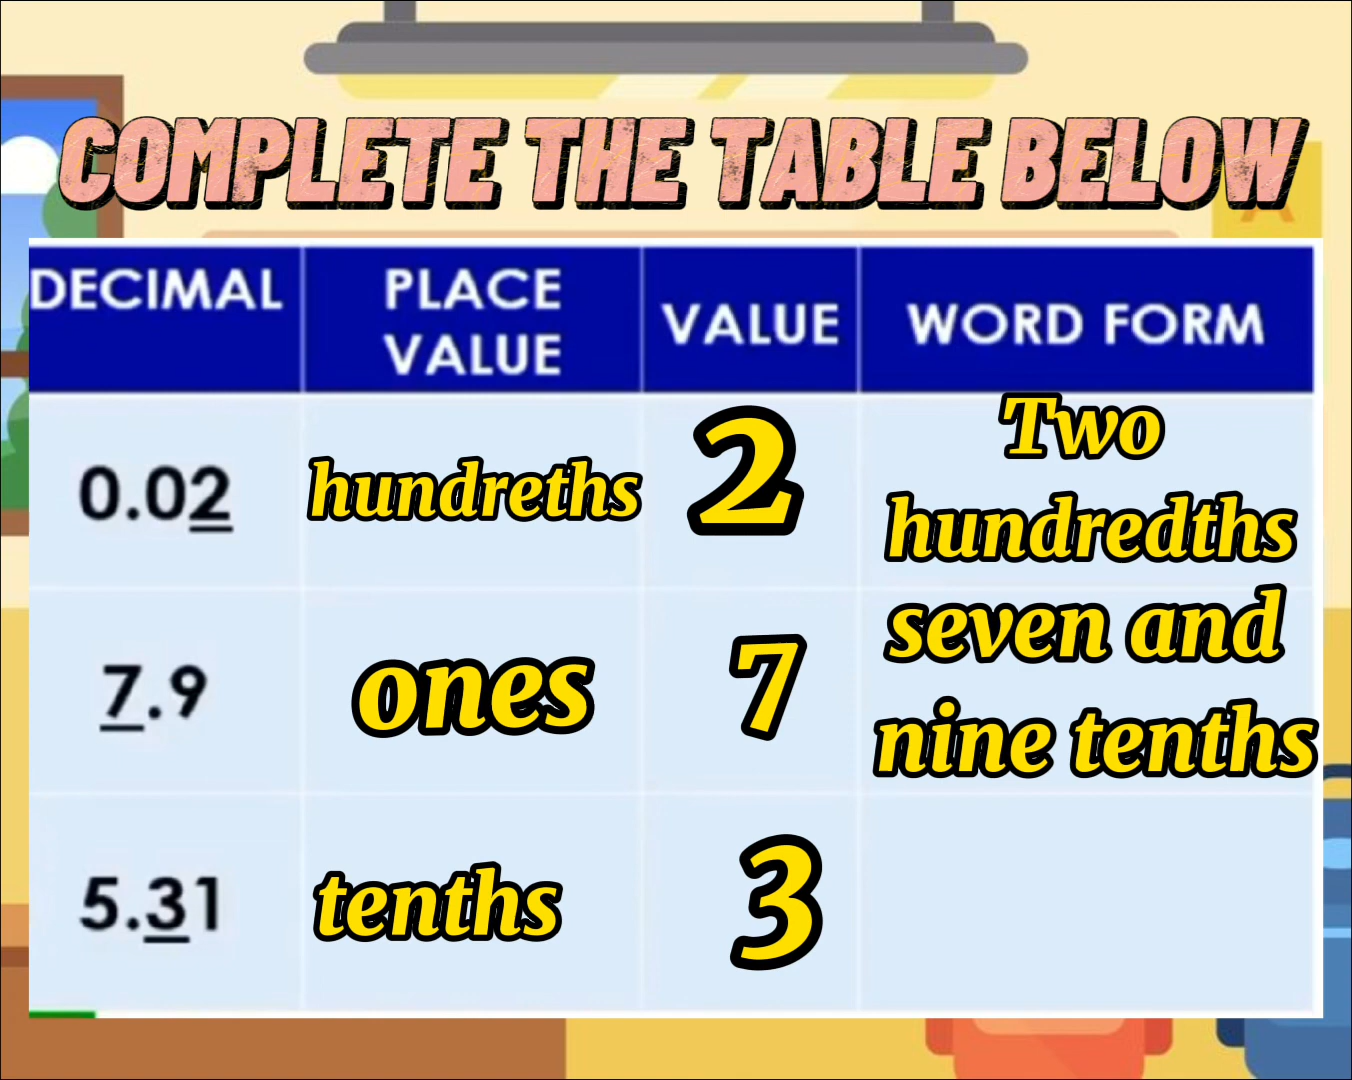 COMPLETE THE TABLE BELOW
DECIMAL
PLACE
VALUE
VALUE
WORD FORM
0.02
hundreths
2
Two
hundredths
7.9
ones
7
seven and
nine tenths
5.31
tenths
3
A